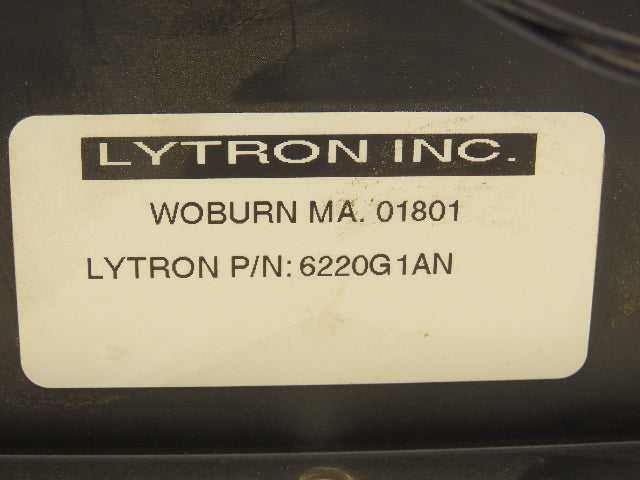 LYTRON INC.
WOBURN MA. 01801
LYTRON P/N: 6220G1AN